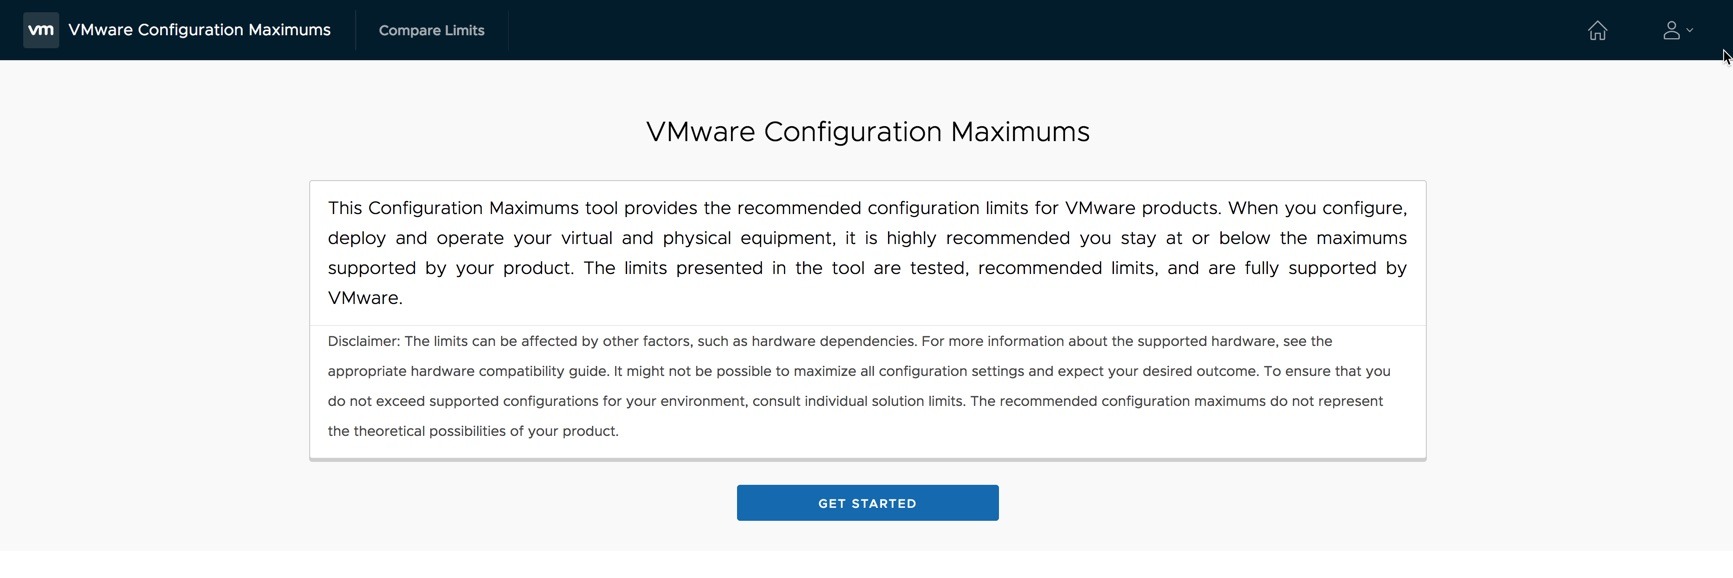 vm VMware Configuration Maximums Compare Limits
VMware Configuration Maximums
This Configuration Maximums tool provides the recommended configuration limits for VMware products. When you configure,
deploy and operate your virtual and physical equipment, it is highly recommended you stay at or below the maximums
supported by your product. The limits presented in the tool are tested, recommended limits, and are fully supported by
VMware.
Disclaimer: The limits can be affected by other factors, such as hardware dependencies. For more information about the supported hardware, see the
appropriate hardware compatibility guide. It might not be possible to maximize all configuration settings and expect your desired outcome. To ensure that you
do not exceed supported configurations for your environment, consult individual solution limits. The recommended configuration maximums do not represent
the theoretical possibilities of your product.
GET STARTED